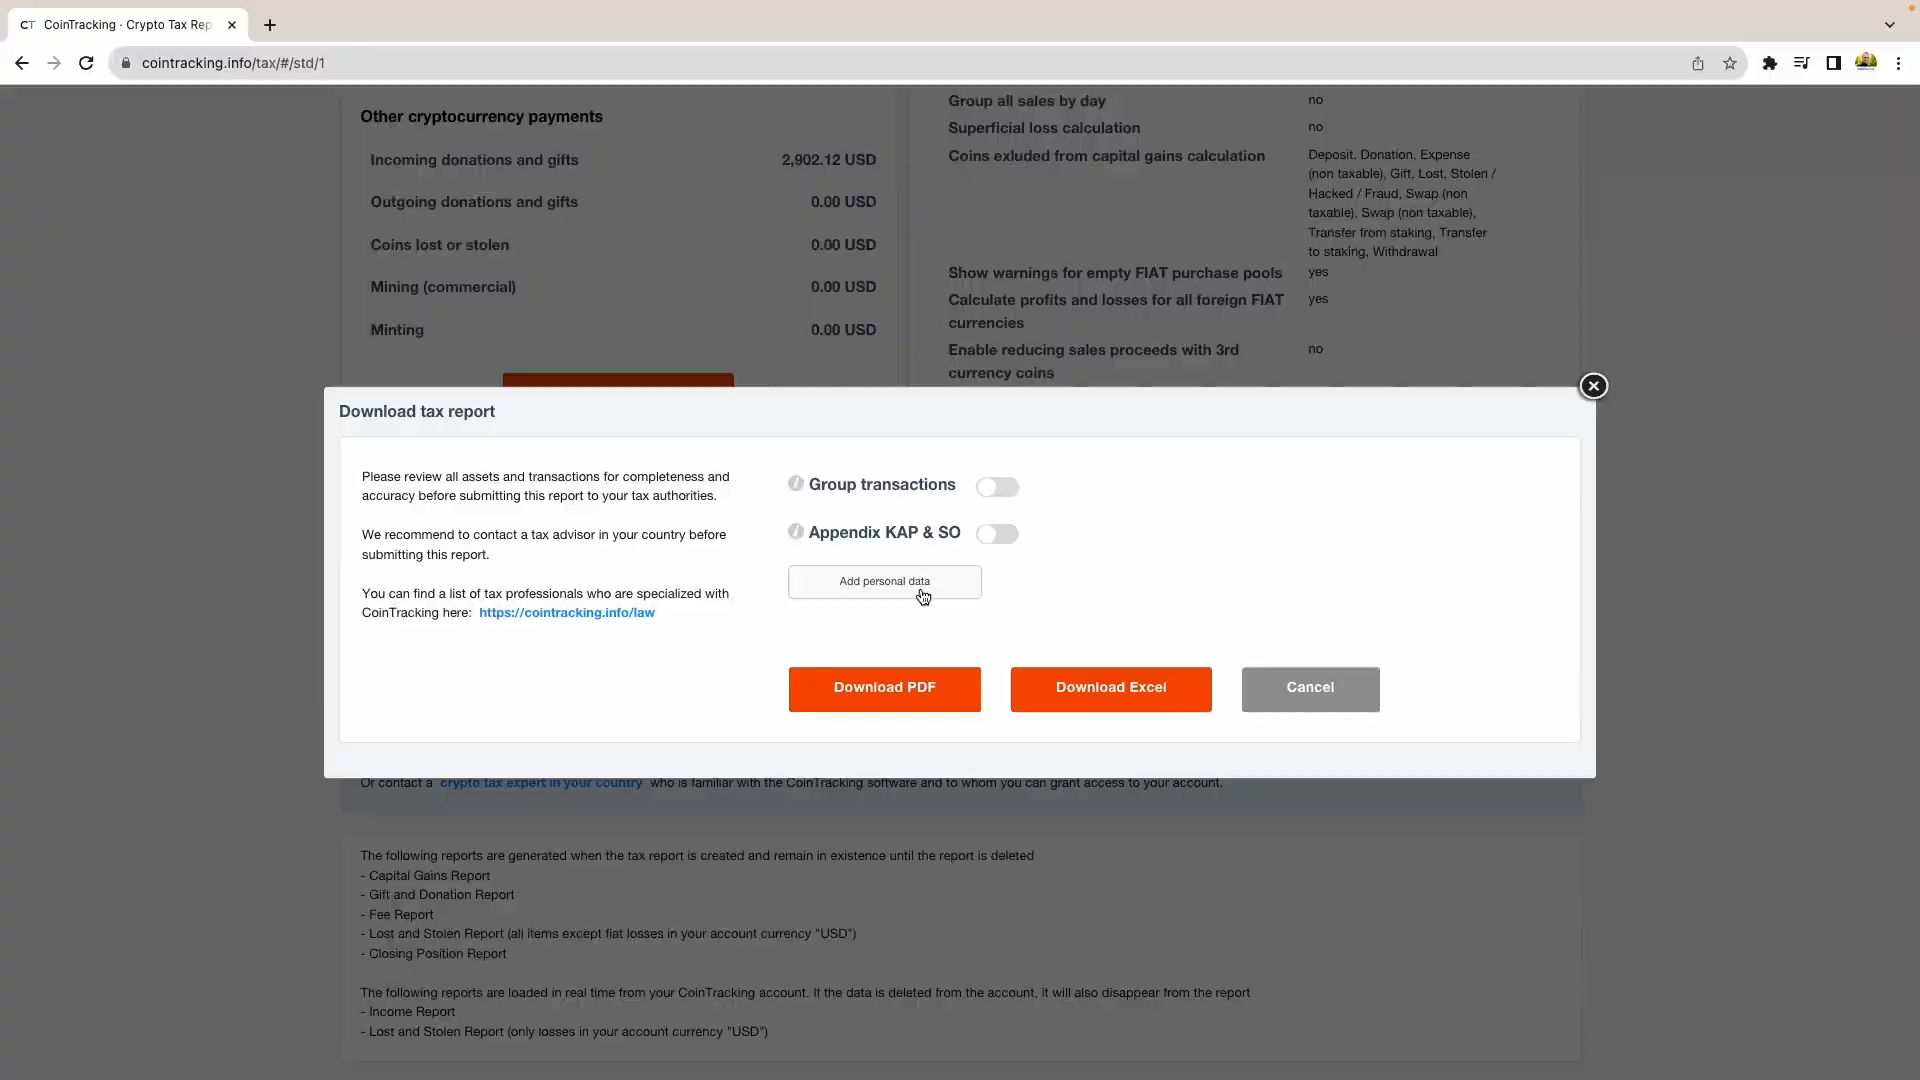 CoinTracking · Crypto Tax Rep
cointracking.info/tax/#/std/1
Other cryptocurrency payments
Incoming donations and gifts 2,902.12 USD
Outgoing donations and gifts 0.00 USD
Coins lost or stolen 0.00 USD
Mining (commercial) 0.00 USD
Minting 0.00 USD
Group all sales by day no
Superficial loss calculation no
Coins exluded from capital gains calculation Deposit, Donation, Expense
(non taxable), Gift, Lost, Stolen /
Hacked / Fraud, Swap (non
taxable), Swap (non taxable),
Transfer from staking, Transfer
to staking, Withdrawal
Show warnings for empty FIAT purchase pools yes
Calculate profits and losses for all foreign FIAT yes
currencies
Enable reducing sales proceeds with 3rd no
currency coins
Download tax report
Please review all assets and transactions for completeness and
accuracy before submitting this report to your tax authorities.
We recommend to contact a tax advisor in your country before
submitting this report.
You can find a list of tax professionals who are specialized with
CoinTracking here: https://cointracking.info/law
Group transactions
Appendix KAP & SO
Add personal data
Download PDF
Download Excel
Cancel
Or contact a crypto tax expert in your country who is familiar with the CoinTracking software and to whom you can grant access to your account.
The following reports are generated when the tax report is created and remain in existence until the report is deleted
- Capital Gains Report
- Gift and Donation Report
- Fee Report
- Lost and Stolen Report (all items except fiat losses in your account currency "USD")
- Closing Position Report
The following reports are loaded in real time from your CoinTracking account. If the data is deleted from the account, it will also disappear from the report
- Income Report
- Lost and Stolen Report (only losses in your account currency "USD")